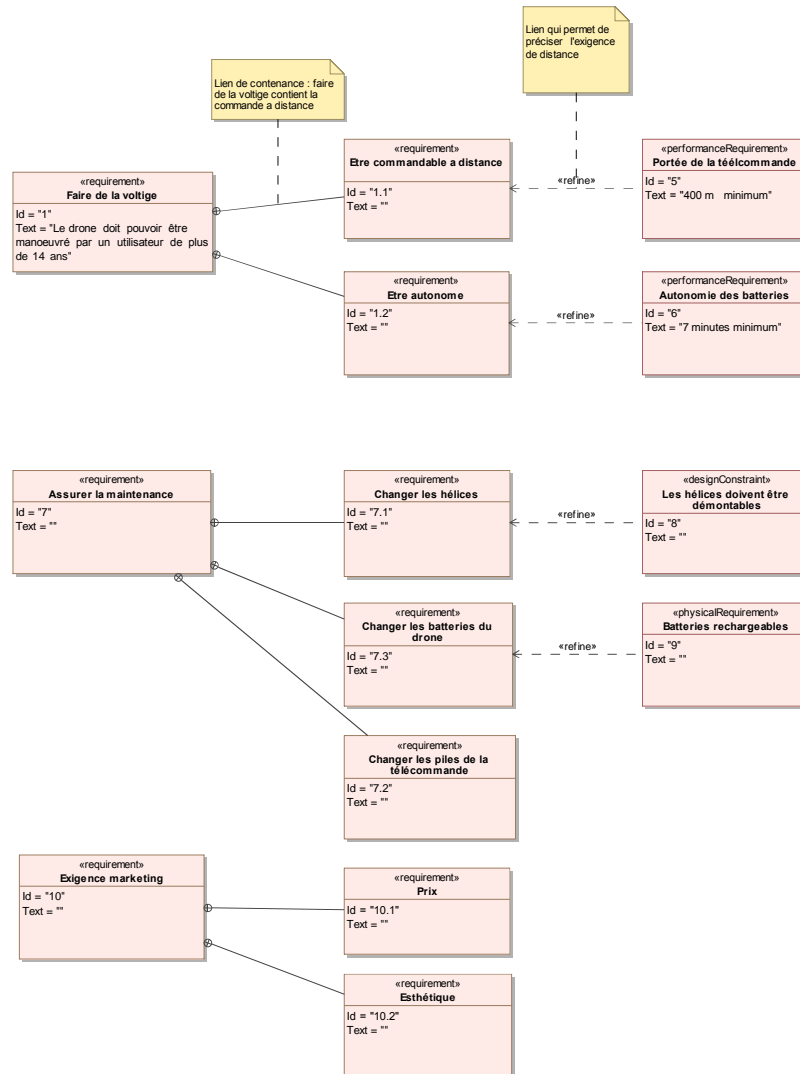 Lien qui permet de
préciser l'exigence
de distance
Lien de contenance : faire
de la voltige contient la
commande a distance
«requirement»
Faire de la voltige
Id = "1"
Text = "Le drone doit pouvoir être
manoeuvré par un utilisateur de plus
de 14 ans"
«requirement»
Etre commandable a distance
Id = "1.1"
Text = ""
«refine»
«performanceRequirement»
Portée de la téélcommande
Id = "5"
Text = "400 m minimum"
«requirement»
Etre autonome
Id = "1.2"
Text = ""
«refine»
«performanceRequirement»
Autonomie des batteries
Id = "6"
Text = "7 minutes minimum"
«requirement»
Assurer la maintenance
Id = "7"
Text = ""
«requirement»
Changer les hélices
Id = "7.1"
Text = ""
«refine»
«designConstraint»
Les hélices doivent être
démontables
Id = "8"
Text = ""
«requirement»
Changer les batteries du
drone
Id = "7.3"
Text = ""
«refine»
«physicalRequirement»
Batteries rechargeables
Id = "9"
Text = ""
«requirement»
Changer les piles de la
télécommande
Id = "7.2"
Text = ""
«requirement»
Exigence marketing
Id = "10"
Text = ""
«requirement»
Prix
Id = "10.1"
Text = ""
«requirement»
Esthétique
Id = "10.2"
Text = ""